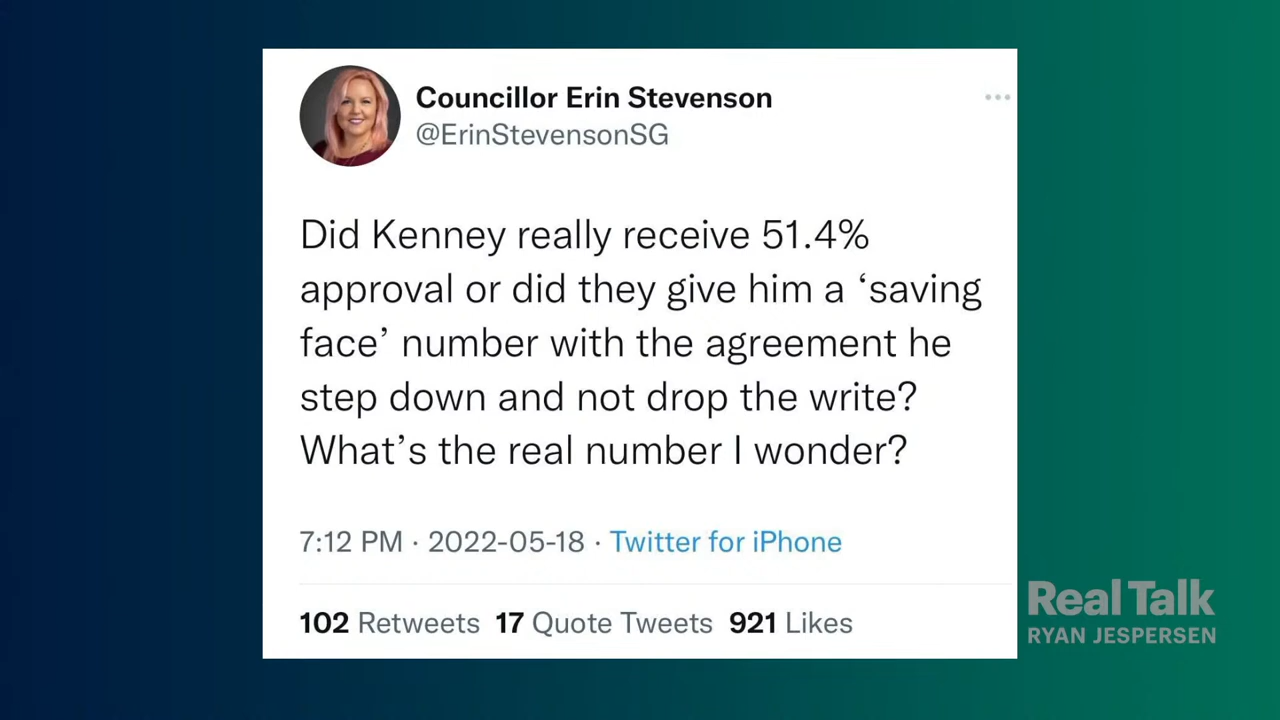 Councillor Erin Stevenson
@ErinStevensonSG
Did Kenney really receive 51.4%
approval or did they give him a ‘saving
face’ number with the agreement he
step down and not drop the write?
What’s the real number I wonder?
7:12 PM · 2022-05-18 · Twitter for iPhone
102 Retweets 17 Quote Tweets 921 Likes
Real Talk
RYAN JESPERSEN